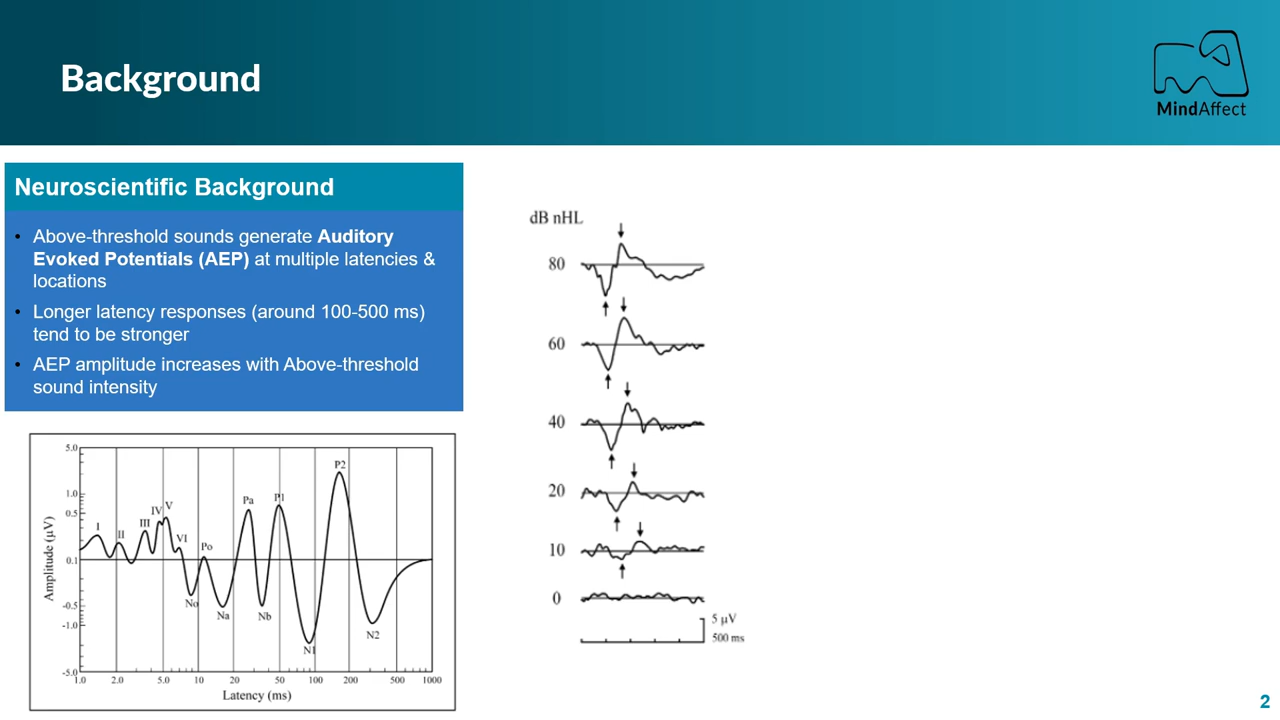 Background
MindAffect
Neuroscientific Background
• Above-threshold sounds generate Auditory
Evoked Potentials (AEP) at multiple latencies &
locations
• Longer latency responses (around 100-500 ms)
tend to be stronger
• AEP amplitude increases with Above-threshold
sound intensity
5.0
1.0
0.5
0.1
-0.5
-1.0
-5.0
Amplitude (µV)
I
II
III
IV
V
VI
Po
Pa
P1
P2
No
Na
Nb
N1
N2
1.0 2.0 5.0 10 20 50 100 200 500 1000
Latency (ms)
dB nHL
80
60
40
20
10
0
5 µV
500 ms
2